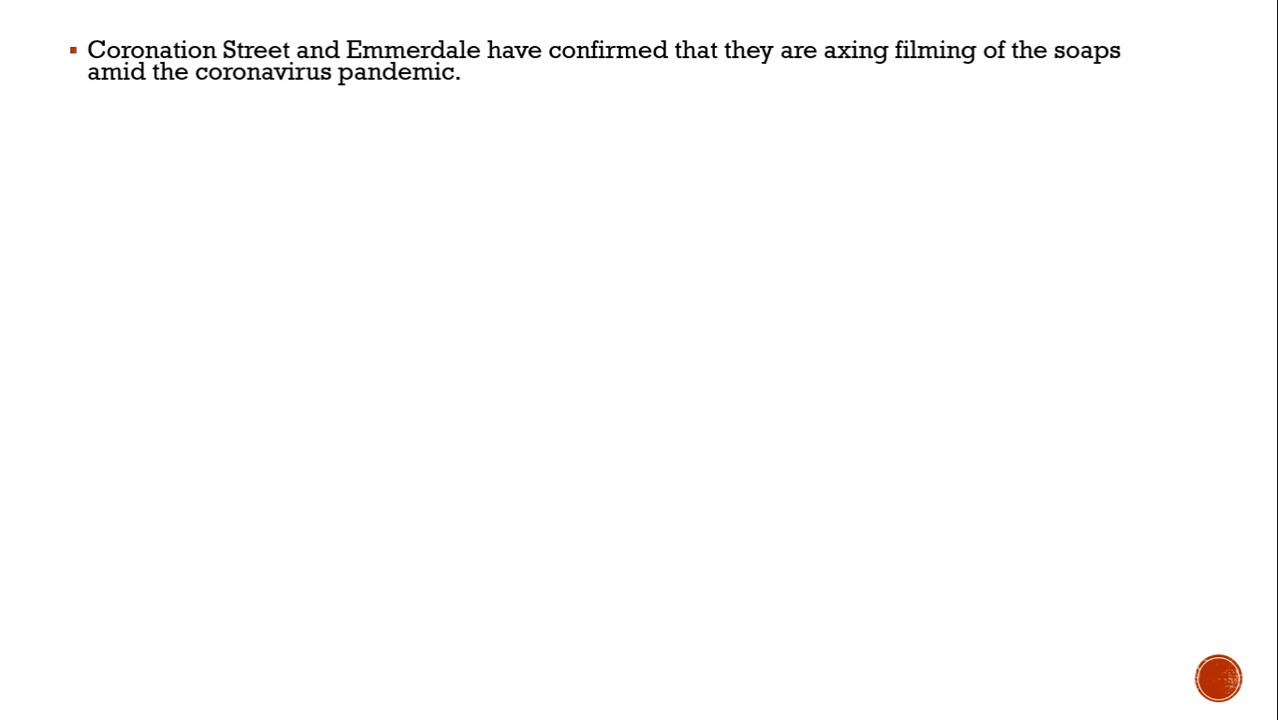 ▪ Coronation Street and Emmerdale have confirmed that they are axing filming of the soaps
amid the coronavirus pandemic.